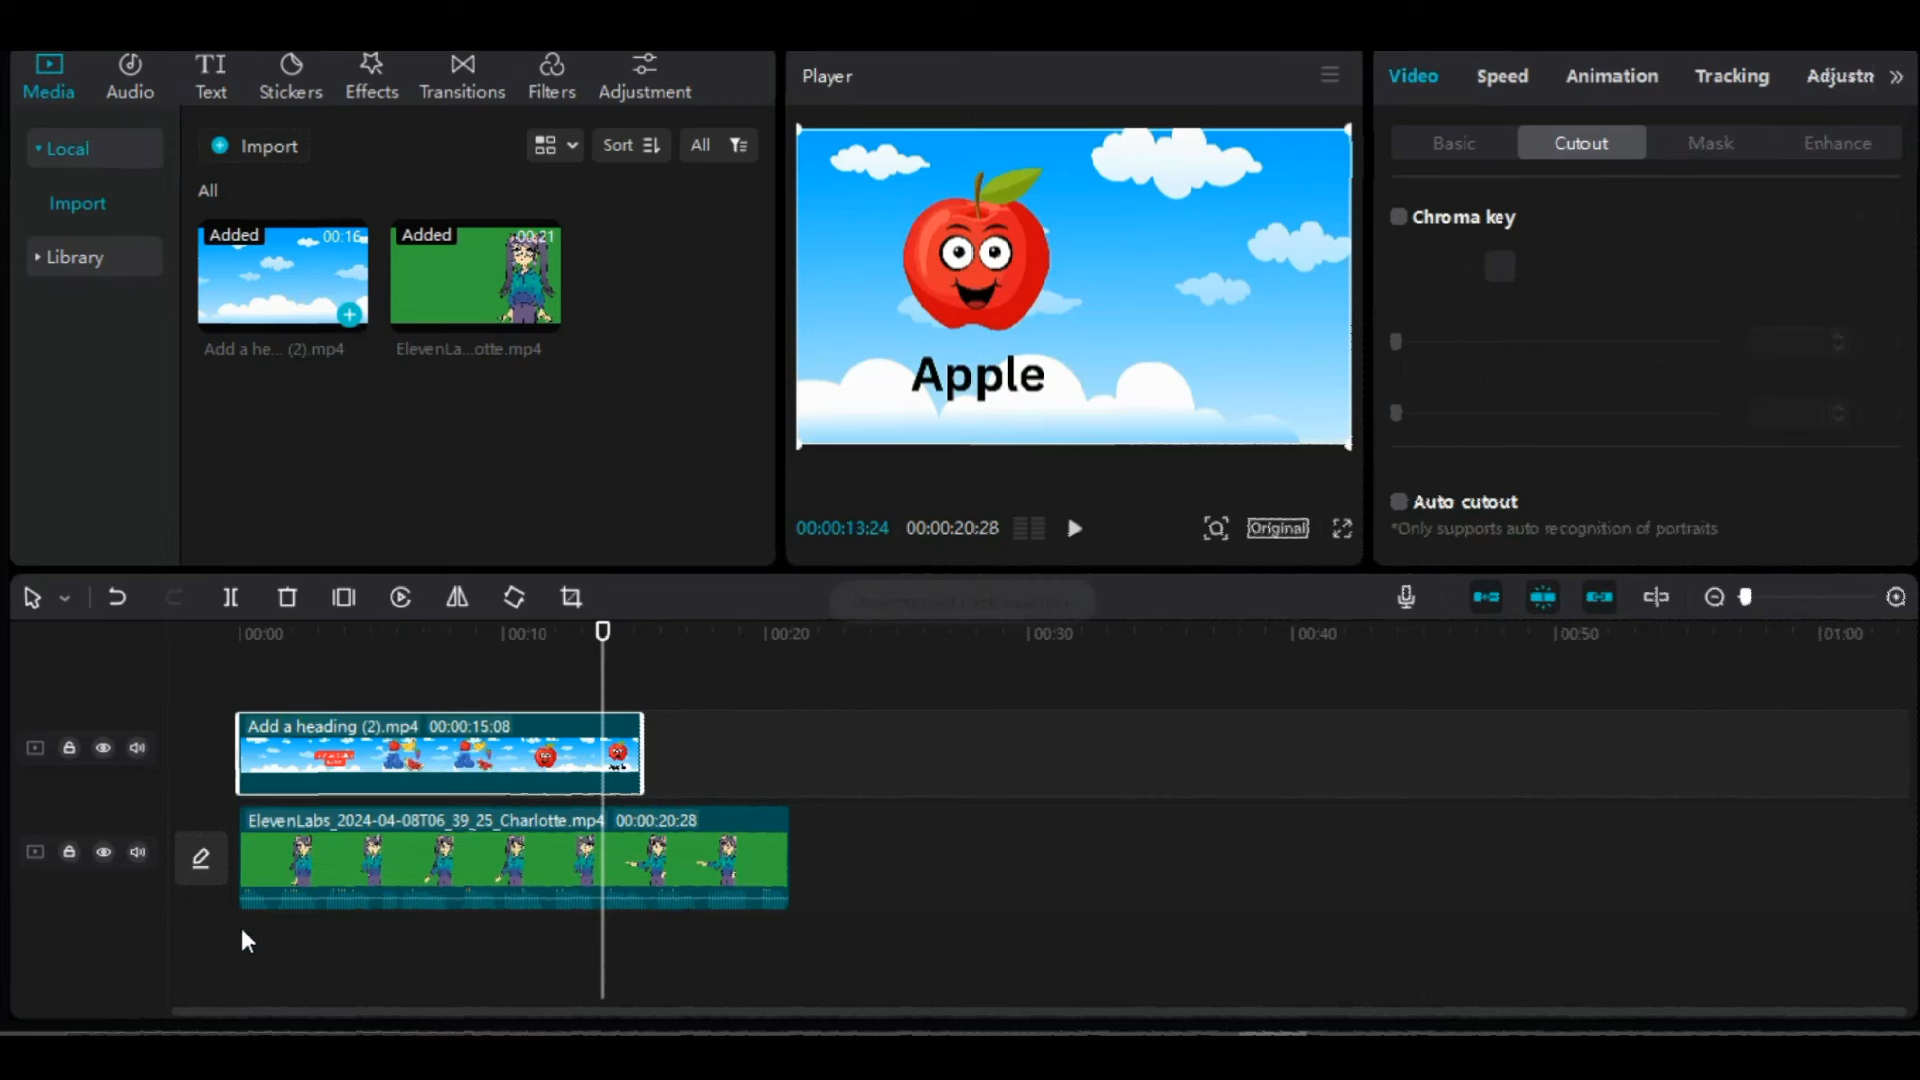 Media Audio Text Stickers Effects Transitions Filters Adjustment
Local
Import
Library
Import
Sort
All
All
Added 00:16
Add a he... (2).mp4
Added 00:21
ElevenLa...otte.mp4
Player
Apple
00:00:13:24 00:00:20:28
Original
Video Speed Animation Tracking Adjustn
Basic Cutout Mask Enhance
Chroma key
Auto cutout
*Only supports auto recognition of portraits
00:00 00:10 00:20 00:30 00:40 00:50 01:00
Add a heading (2).mp4 00:00:15:08
ElevenLabs_2024-04-08T06_39_25_Charlotte.mp4 00:00:20:28